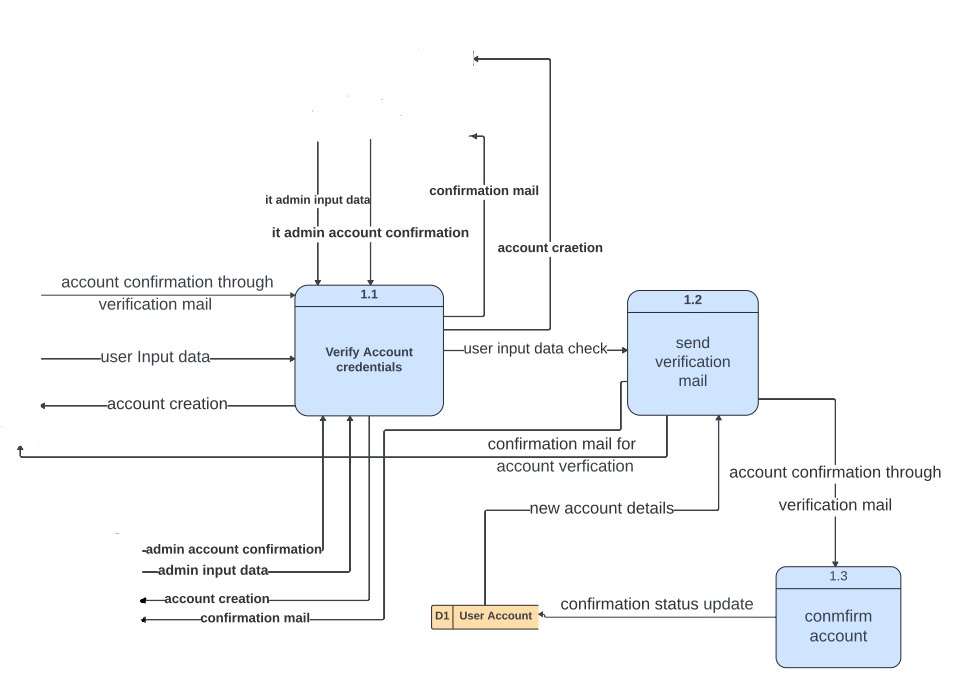 confirmation mail
it admin input data
it admin account confirmation
account craetion
account confirmation through
verification mail
1.1
1.2
Verify Account
credentials
send
verification
mail
user input data check
user Input data
account creation
confirmation mail for
account verfication
account confirmation through
verification mail
new account details
admin account confirmation
admin input data
1.3
account creation
confirmation mail
D1 User Account
confirmation status update
conmfirm
account